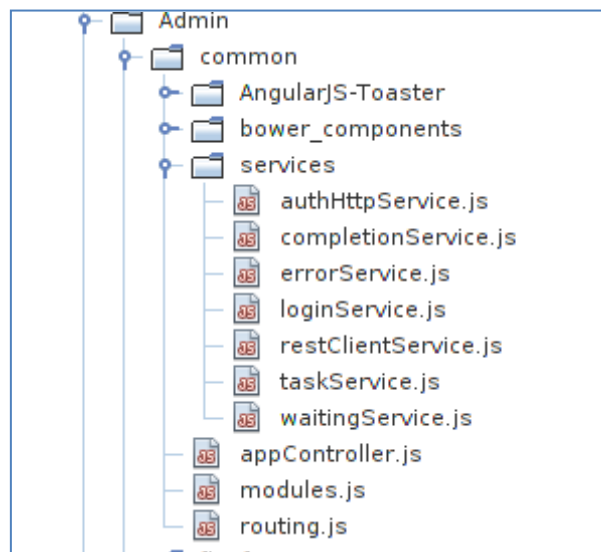 Admin
common
AngularJS-Toaster
bower_components
services
authHttpService.js
completionService.js
errorService.js
loginService.js
restClientService.js
taskService.js
waitingService.js
appController.js
modules.js
routing.js